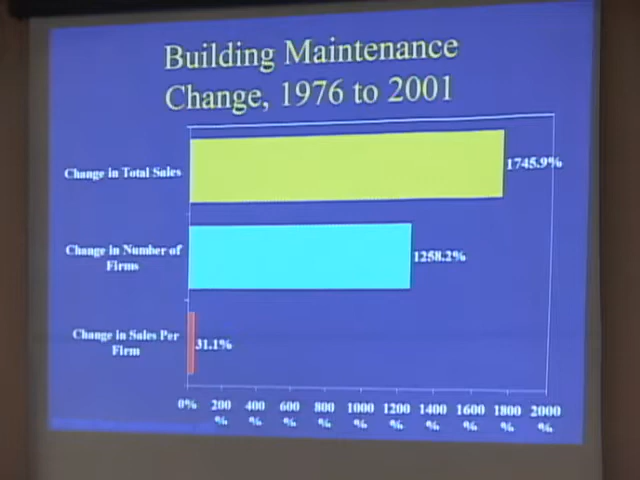 Building Maintenance
Change, 1976 to 2001
Change in Total Sales
1745.9%
Change in Number of
Firms
1258.2%
Change in Sales Per
Firm
31.1%
0% 200 400 600 800 1000 1200 1400 1600 1800 2000
% % % % % % % % % %